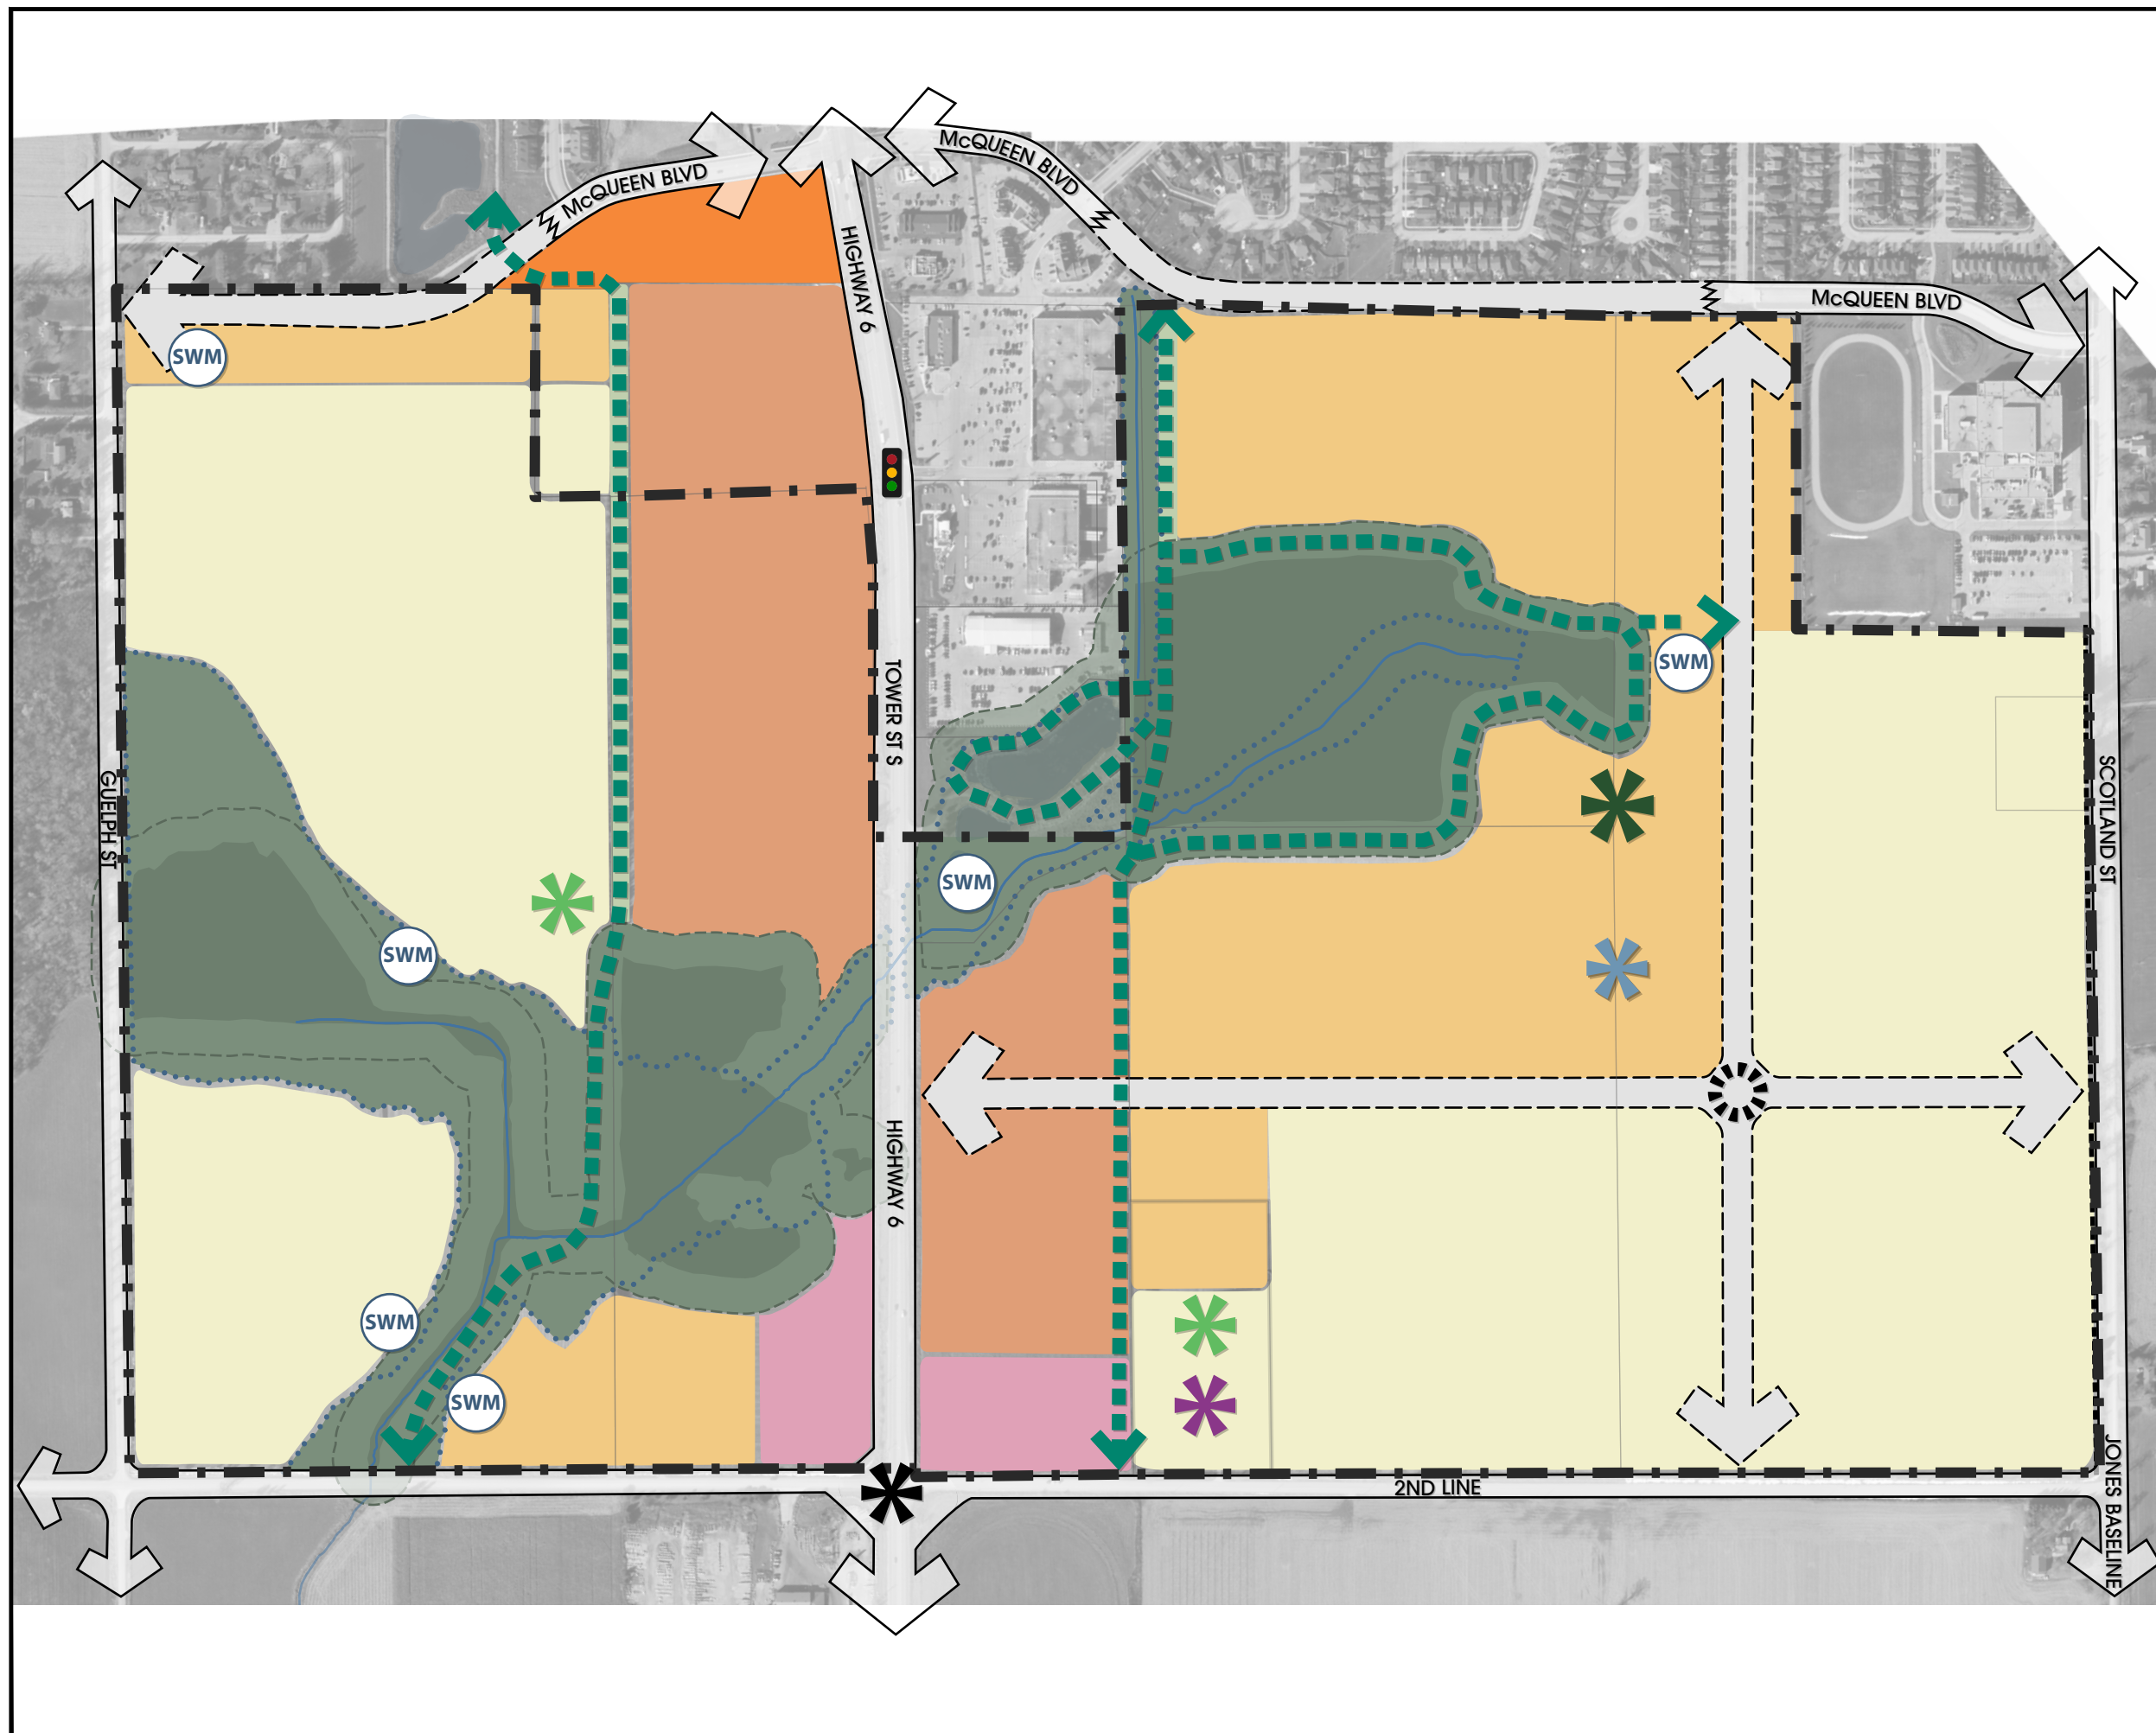 McQUEEN BLVD
McQUEEN BLVD
HIGHWAY 6
McQUEEN BLVD
SWM
SWM
TOWER ST S
GUELPH ST
SCOTLAND ST
SWM
SWM
HIGHWAY 6
SWM
SWM
2ND LINE
JONES BASELINE